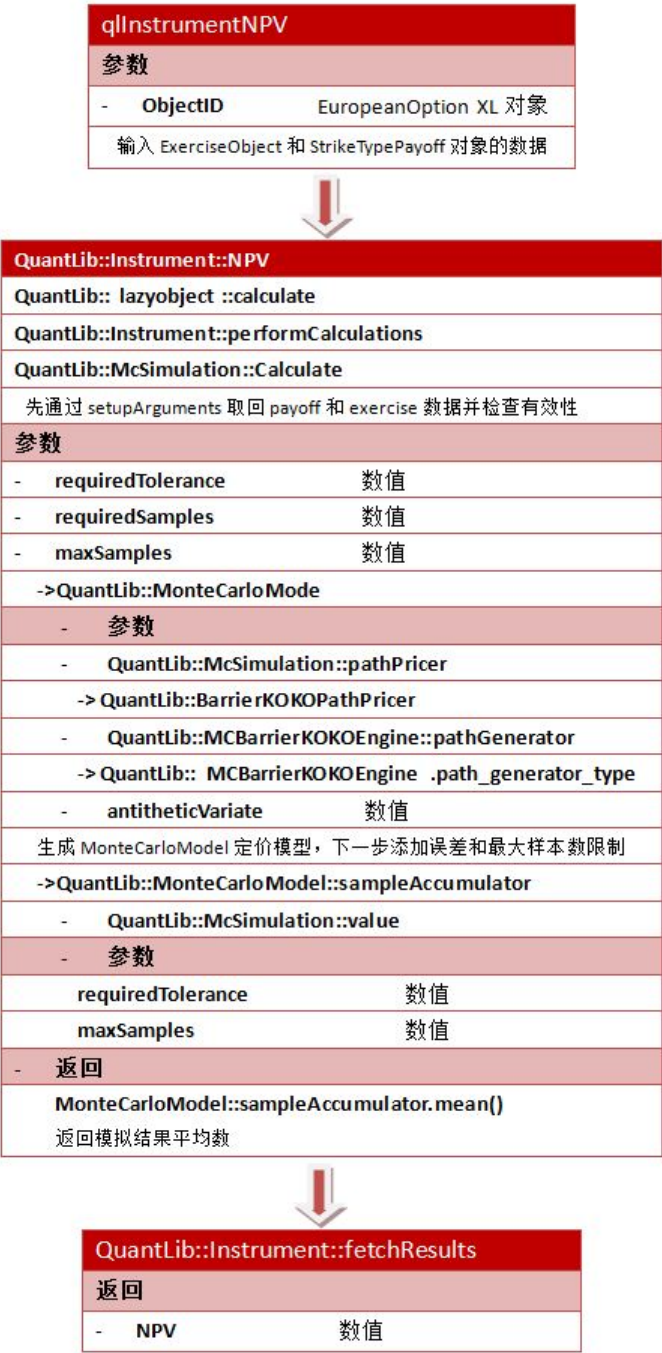 qlInstrumentNPV
参数
- ObjectID EuropeanOption XL 对象
输入 ExerciseObject 和 StrikeTypePayoff 对象的数据
QuantLib::Instrument::NPV
QuantLib:: lazyobject ::calculate
QuantLib::Instrument::performCalculations
QuantLib::McSimulation::Calculate
先通过 setupArguments 取回 payoff 和 exercise 数据并检查有效性
参数
- requiredTolerance 数值
- requiredSamples 数值
- maxSamples 数值
->QuantLib::MonteCarloMode
- 参数
- QuantLib::McSimulation::pathPricer
-> QuantLib::BarrierKOKOPathPricer
- QuantLib::MCBarrierKOKOEngine::pathGenerator
-> QuantLib:: MCBarrierKOKOEngine .path_generator_type
- antitheticVariate 数值
生成 MonteCarloModel 定价模型，下一步添加误差和最大样本数限制
->QuantLib::MonteCarloModel::sampleAccumulator
- QuantLib::McSimulation::value
- 参数
requiredTolerance 数值
maxSamples 数值
- 返回
MonteCarloModel::sampleAccumulator.mean()
返回模拟结果平均数
QuantLib::Instrument::fetchResults
返回
- NPV 数值